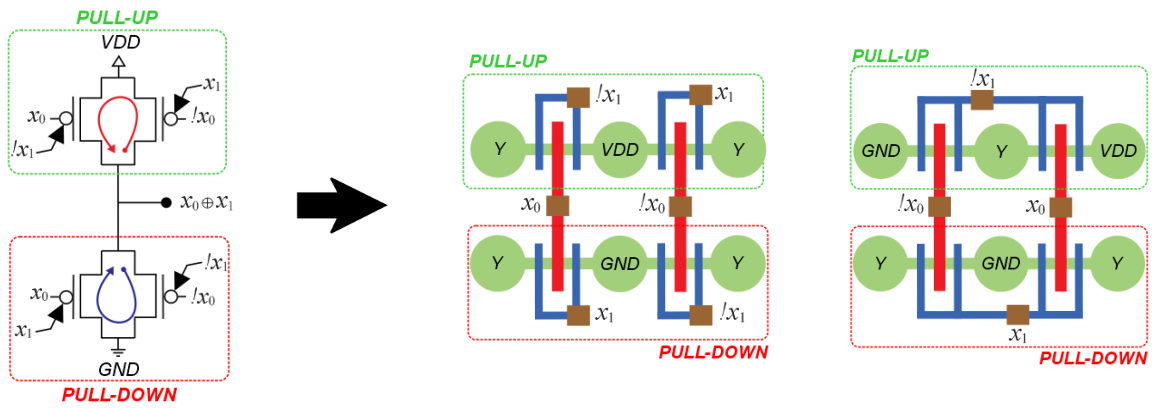 PULL-UP
VDD
x1
x0
!x0
!x1
x0⊕x1
!x1
x0
!x0
x1
GND
PULL-DOWN
PULL-UP
!x1
x1
Y
VDD
Y
x0
!x0
Y
GND
Y
x1
!x1
PULL-DOWN
PULL-UP
!x1
GND
Y
VDD
!x0
x0
Y
GND
Y
x1
PULL-DOWN